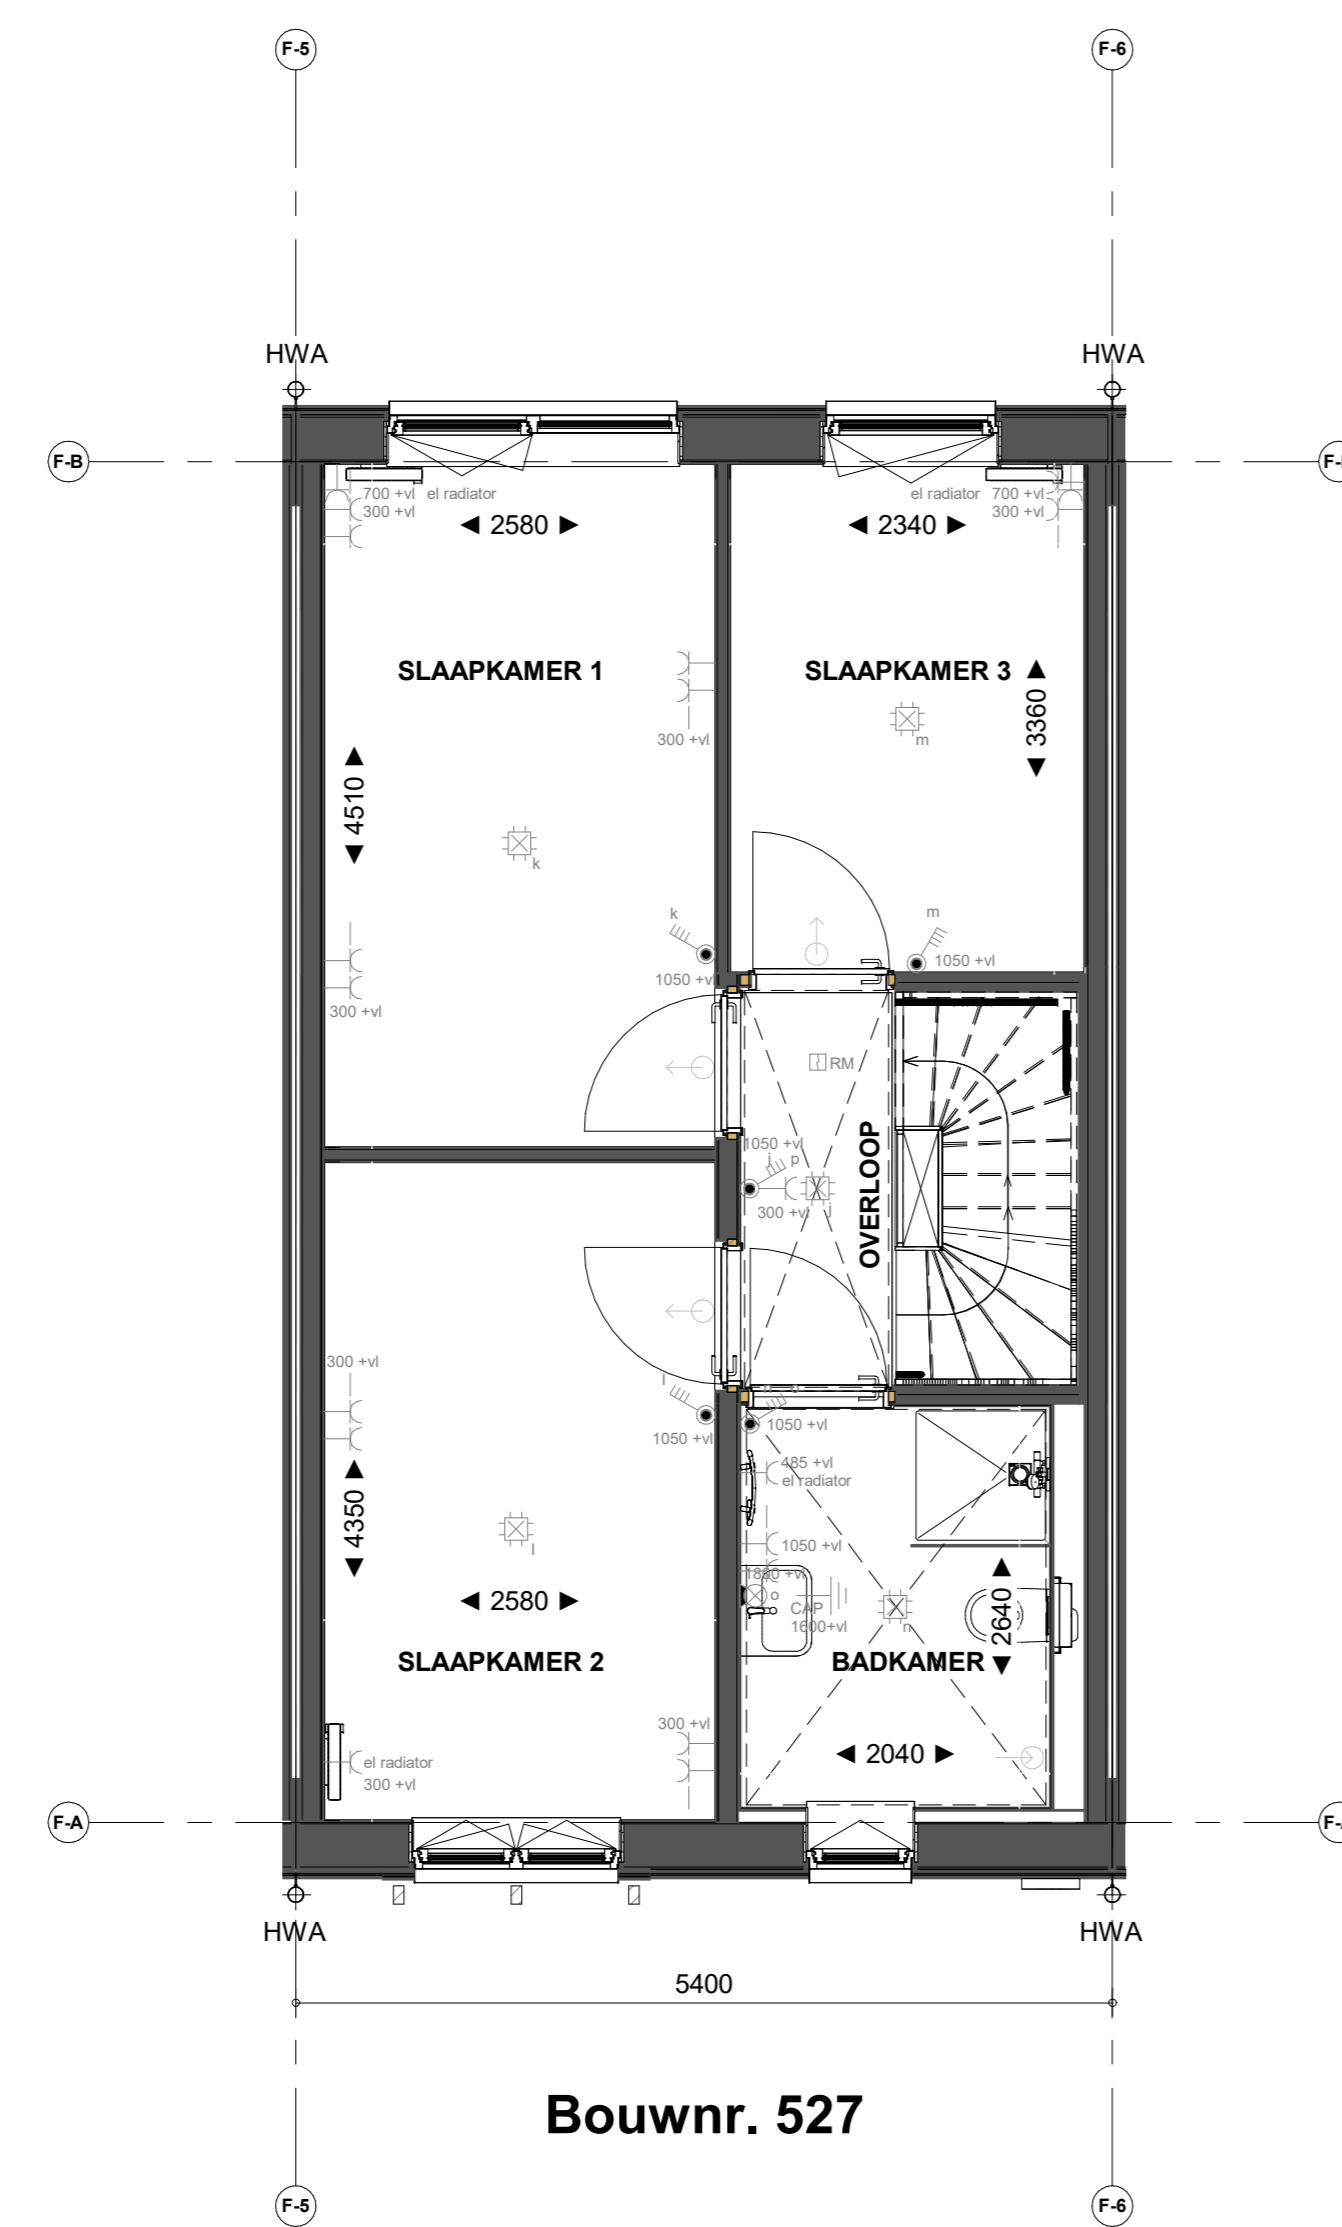 F-5
F-6
HWA
HWA
F-B
700 +vl
el radiator
300 +vl
2580
el radiator
700 +vl
300 +vl
2340
SLAAPKAMER 1
SLAAPKAMER 3
3360
300 +vl
m
4510
k
k
1050 +vl
m
1050 +vl
300 +vl
RM
1050 +vl
j p
300 +vl
j
OVERLOOP
300 +vl
l
1050 +vl
1050 +vl
485 +vl
el radiator
4350
l
1050 +vl
o
CAP
1600+vl
n
2640
2580
SLAAPKAMER 2
BADKAMER
300 +vl
2040
el radiator
300 +vl
F-A
HWA
HWA
5400
Bouwnr. 527
F-5
F-6